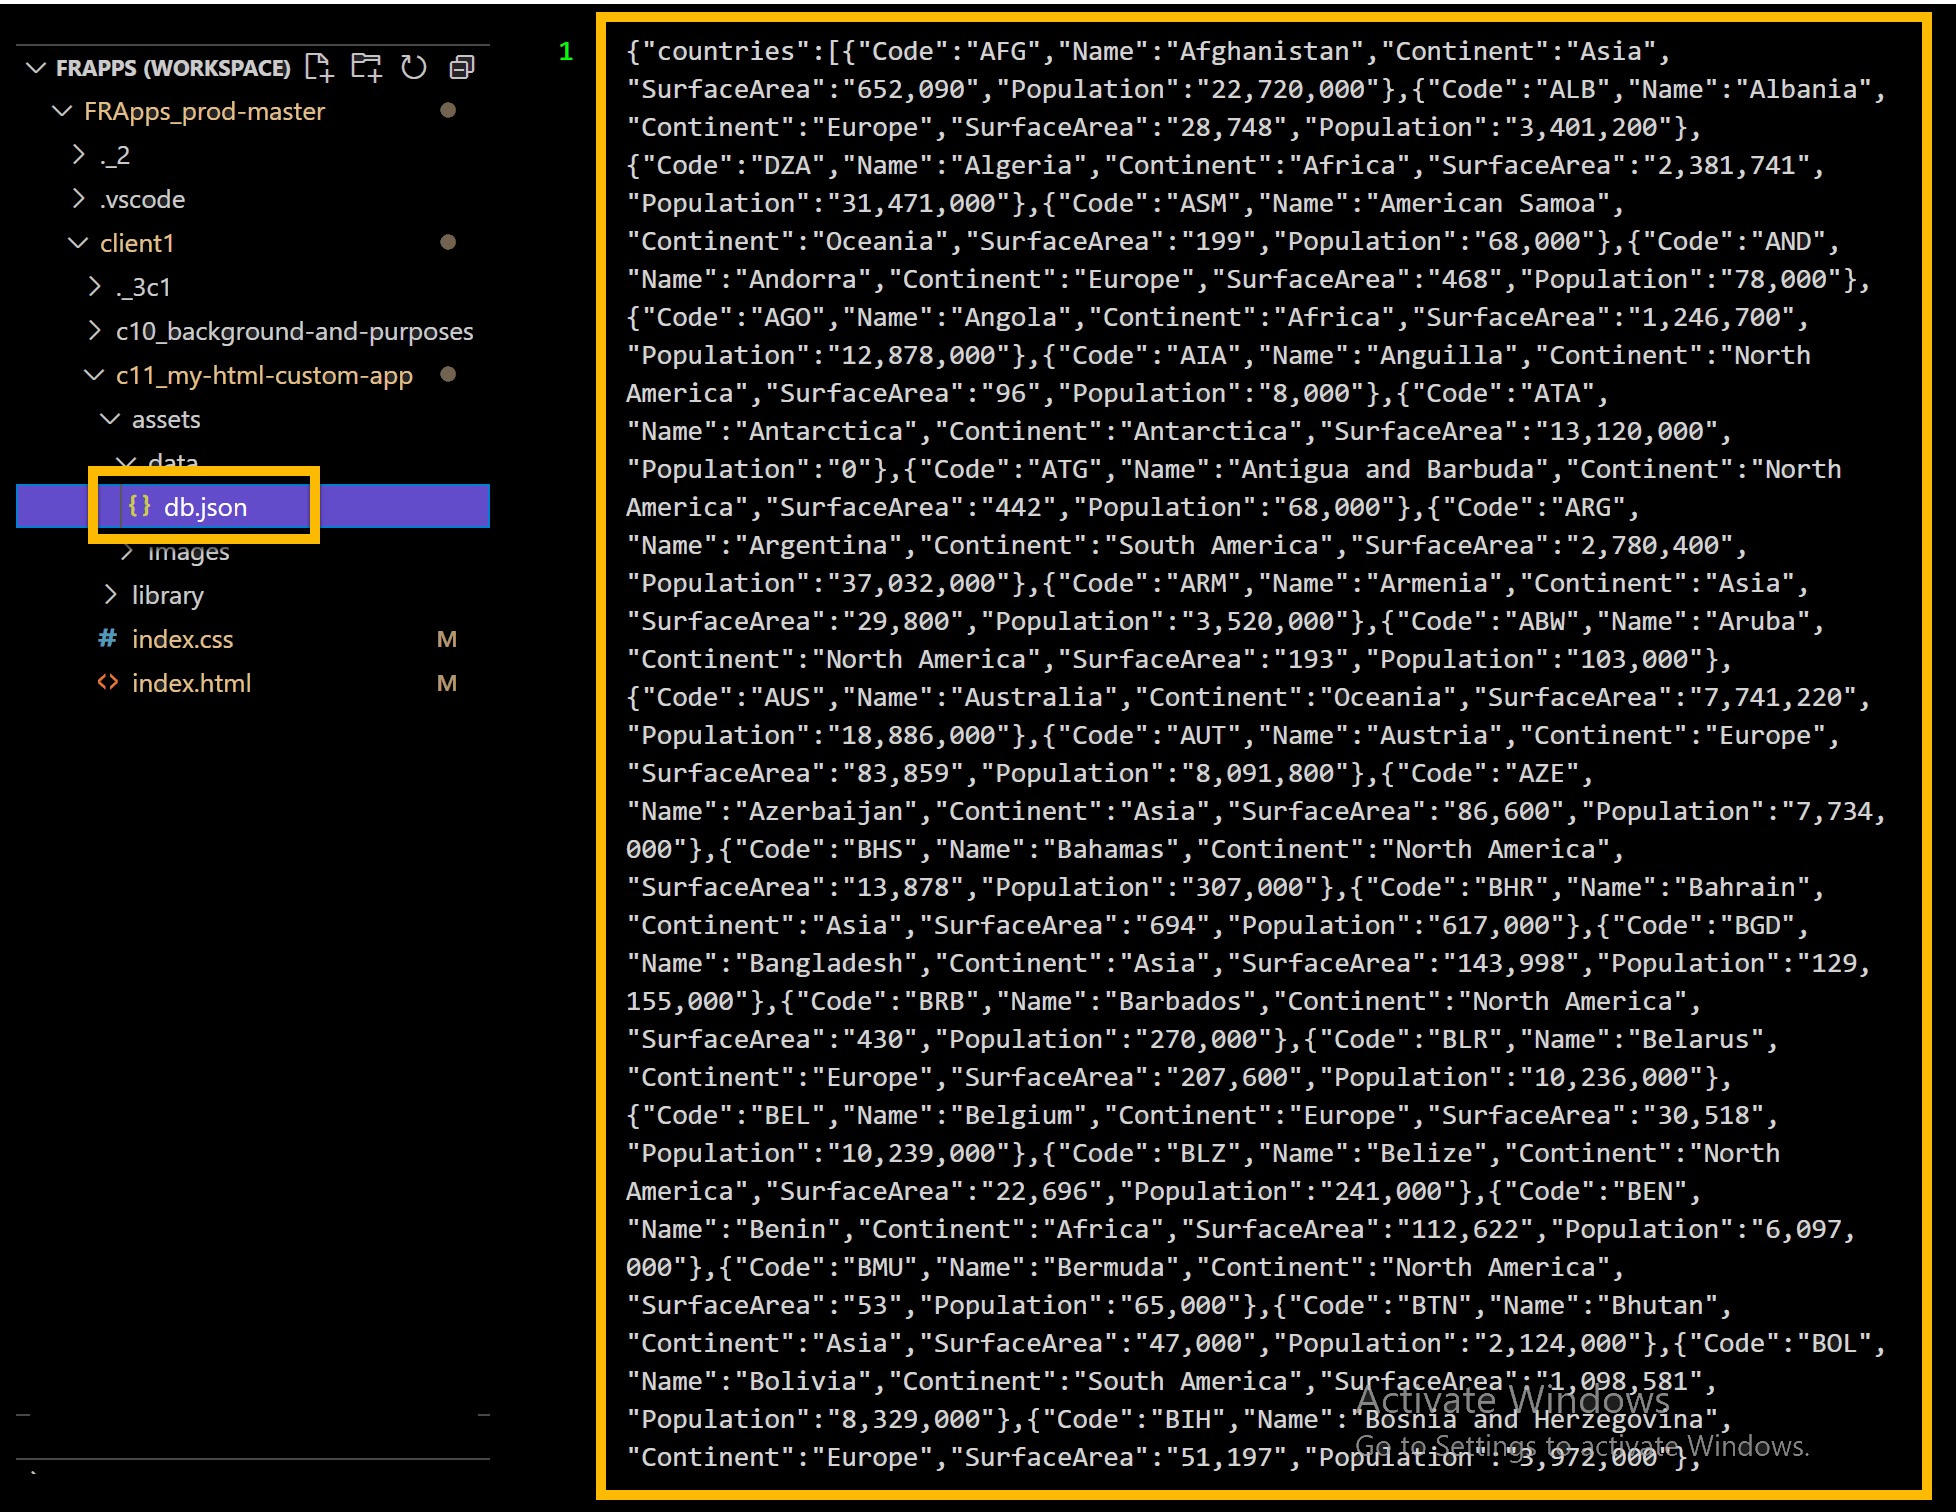 FRAPPS (WORKSPACE)
FRApps_prod-master
._2
.vscode
client1
._3c1
c10_background-and-purposes
c11_my-html-custom-app
assets
data
{} db.json
images
library
# index.css M
<> index.html M
1
{"countries":[{"Code":"AFG","Name":"Afghanistan","Continent":"Asia",
"SurfaceArea":"652,090","Population":"22,720,000"},{"Code":"ALB","Name":"Albania",
"Continent":"Europe","SurfaceArea":"28,748","Population":"3,401,200"},
{"Code":"DZA","Name":"Algeria","Continent":"Africa","SurfaceArea":"2,381,741",
"Population":"31,471,000"},{"Code":"ASM","Name":"American Samoa",
"Continent":"Oceania","SurfaceArea":"199","Population":"68,000"},{"Code":"AND",
"Name":"Andorra","Continent":"Europe","SurfaceArea":"468","Population":"78,000"},
{"Code":"AGO","Name":"Angola","Continent":"Africa","SurfaceArea":"1,246,700",
"Population":"12,878,000"},{"Code":"AIA","Name":"Anguilla","Continent":"North
America","SurfaceArea":"96","Population":"8,000"},{"Code":"ATA",
"Name":"Antarctica","Continent":"Antarctica","SurfaceArea":"13,120,000",
"Population":"0"},{"Code":"ATG","Name":"Antigua and Barbuda","Continent":"North
America","SurfaceArea":"442","Population":"68,000"},{"Code":"ARG",
"Name":"Argentina","Continent":"South America","SurfaceArea":"2,780,400",
"Population":"37,032,000"},{"Code":"ARM","Name":"Armenia","Continent":"Asia",
"SurfaceArea":"29,800","Population":"3,520,000"},{"Code":"ABW","Name":"Aruba",
"Continent":"North America","SurfaceArea":"193","Population":"103,000"},
{"Code":"AUS","Name":"Australia","Continent":"Oceania","SurfaceArea":"7,741,220",
"Population":"18,886,000"},{"Code":"AUT","Name":"Austria","Continent":"Europe",
"SurfaceArea":"83,859","Population":"8,091,800"},{"Code":"AZE",
"Name":"Azerbaijan","Continent":"Asia","SurfaceArea":"86,600","Population":"7,734,
000"},{"Code":"BHS","Name":"Bahamas","Continent":"North America",
"SurfaceArea":"13,878","Population":"307,000"},{"Code":"BHR","Name":"Bahrain",
"Continent":"Asia","SurfaceArea":"694","Population":"617,000"},{"Code":"BGD",
"Name":"Bangladesh","Continent":"Asia","SurfaceArea":"143,998","Population":"129,
155,000"},{"Code":"BRB","Name":"Barbados","Continent":"North America",
"SurfaceArea":"430","Population":"270,000"},{"Code":"BLR","Name":"Belarus",
"Continent":"Europe","SurfaceArea":"207,600","Population":"10,236,000"},
{"Code":"BEL","Name":"Belgium","Continent":"Europe","SurfaceArea":"30,518",
"Population":"10,239,000"},{"Code":"BLZ","Name":"Belize","Continent":"North
America","SurfaceArea":"22,696","Population":"241,000"},{"Code":"BEN",
"Name":"Benin","Continent":"Africa","SurfaceArea":"112,622","Population":"6,097,
000"},{"Code":"BMU","Name":"Bermuda","Continent":"North America",
"SurfaceArea":"53","Population":"65,000"},{"Code":"BTN","Name":"Bhutan",
"Continent":"Asia","SurfaceArea":"47,000","Population":"2,124,000"},{"Code":"BOL",
"Name":"Bolivia","Continent":"South America","SurfaceArea":"1,098,581",
"Population":"8,329,000"},{"Code":"BIH","Name":"Bosnia and Herzegovina",
"Continent":"Europe","SurfaceArea":"51,197","Population":"3,972,000"},
Activate Windows
Go to Settings to activate Windows.